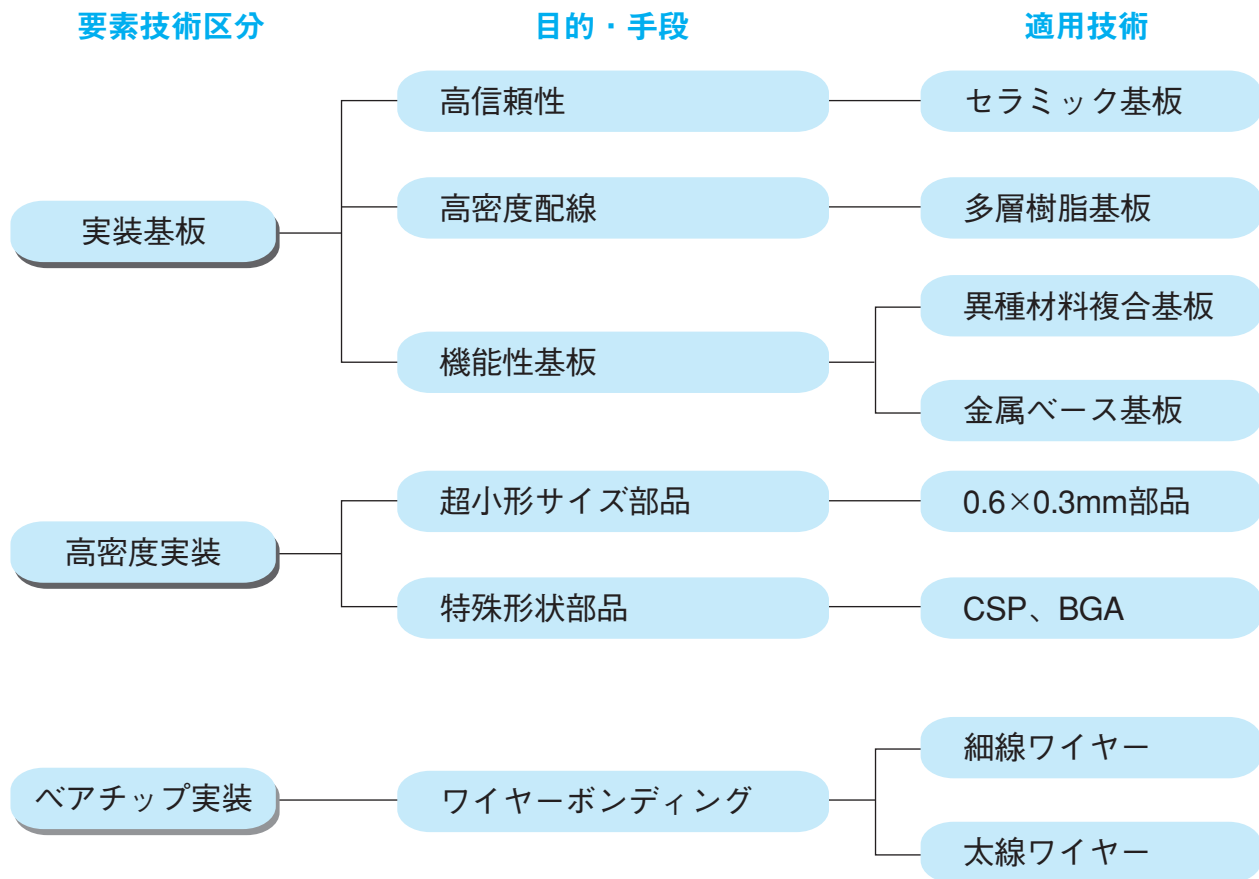 要素技術区分
目的・手段
適用技術
実装基板
高信頼性
セラミック基板
高密度配線
多層樹脂基板
機能性基板
異種材料複合基板
金属ベース基板
高密度実装
超小形サイズ部品
0.6×0.3mm部品
特殊形状部品
CSP、BGA
ベアチップ実装
ワイヤーボンディング
細線ワイヤー
太線ワイヤー